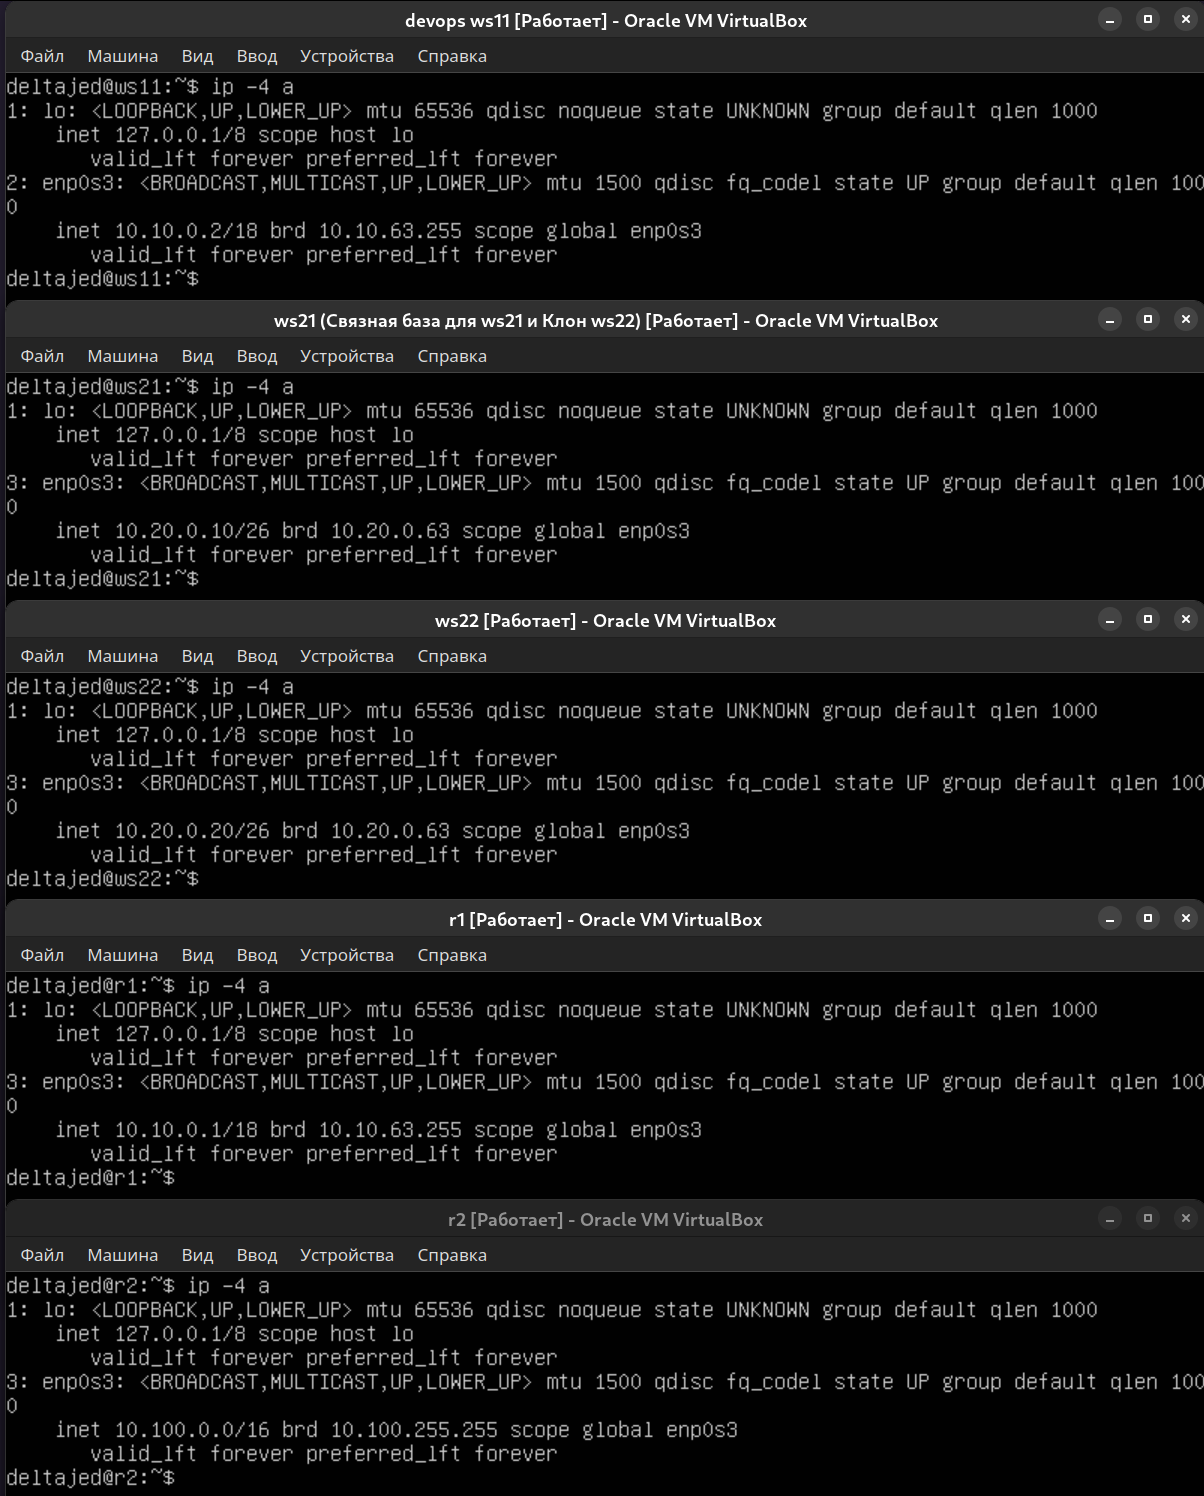 devops ws11 [Работает] - Oracle VM VirtualBox
Файл Машина Вид Ввод Устройства Справка
deltajed@ws11:~$ ip -4 a
1: lo: <LOOPBACK,UP,LOWER_UP> mtu 65536 qdisc noqueue state UNKNOWN group default qlen 1000
    inet 127.0.0.1/8 scope host lo
       valid_lft forever preferred_lft forever
2: enp0s3: <BROADCAST,MULTICAST,UP,LOWER_UP> mtu 1500 qdisc fq_codel state UP group default qlen 100
0
    inet 10.10.0.2/18 brd 10.10.63.255 scope global enp0s3
       valid_lft forever preferred_lft forever
deltajed@ws11:~$
ws21 (Связная база для ws21 и Клон ws22) [Работает] - Oracle VM VirtualBox
Файл Машина Вид Ввод Устройства Справка
deltajed@ws21:~$ ip -4 a
1: lo: <LOOPBACK,UP,LOWER_UP> mtu 65536 qdisc noqueue state UNKNOWN group default qlen 1000
    inet 127.0.0.1/8 scope host lo
       valid_lft forever preferred_lft forever
3: enp0s3: <BROADCAST,MULTICAST,UP,LOWER_UP> mtu 1500 qdisc fq_codel state UP group default qlen 100
0
    inet 10.20.0.10/26 brd 10.20.0.63 scope global enp0s3
       valid_lft forever preferred_lft forever
deltajed@ws21:~$
ws22 [Работает] - Oracle VM VirtualBox
Файл Машина Вид Ввод Устройства Справка
deltajed@ws22:~$ ip -4 a
1: lo: <LOOPBACK,UP,LOWER_UP> mtu 65536 qdisc noqueue state UNKNOWN group default qlen 1000
    inet 127.0.0.1/8 scope host lo
       valid_lft forever preferred_lft forever
3: enp0s3: <BROADCAST,MULTICAST,UP,LOWER_UP> mtu 1500 qdisc fq_codel state UP group default qlen 100
0
    inet 10.20.0.20/26 brd 10.20.0.63 scope global enp0s3
       valid_lft forever preferred_lft forever
deltajed@ws22:~$
r1 [Работает] - Oracle VM VirtualBox
Файл Машина Вид Ввод Устройства Справка
deltajed@r1:~$ ip -4 a
1: lo: <LOOPBACK,UP,LOWER_UP> mtu 65536 qdisc noqueue state UNKNOWN group default qlen 1000
    inet 127.0.0.1/8 scope host lo
       valid_lft forever preferred_lft forever
3: enp0s3: <BROADCAST,MULTICAST,UP,LOWER_UP> mtu 1500 qdisc fq_codel state UP group default qlen 100
0
    inet 10.10.0.1/18 brd 10.10.63.255 scope global enp0s3
       valid_lft forever preferred_lft forever
deltajed@r1:~$
r2 [Работает] - Oracle VM VirtualBox
Файл Машина Вид Ввод Устройства Справка
deltajed@r2:~$ ip -4 a
1: lo: <LOOPBACK,UP,LOWER_UP> mtu 65536 qdisc noqueue state UNKNOWN group default qlen 1000
    inet 127.0.0.1/8 scope host lo
       valid_lft forever preferred_lft forever
3: enp0s3: <BROADCAST,MULTICAST,UP,LOWER_UP> mtu 1500 qdisc fq_codel state UP group default qlen 100
0
    inet 10.100.0.0/16 brd 10.100.255.255 scope global enp0s3
       valid_lft forever preferred_lft forever
deltajed@r2:~$